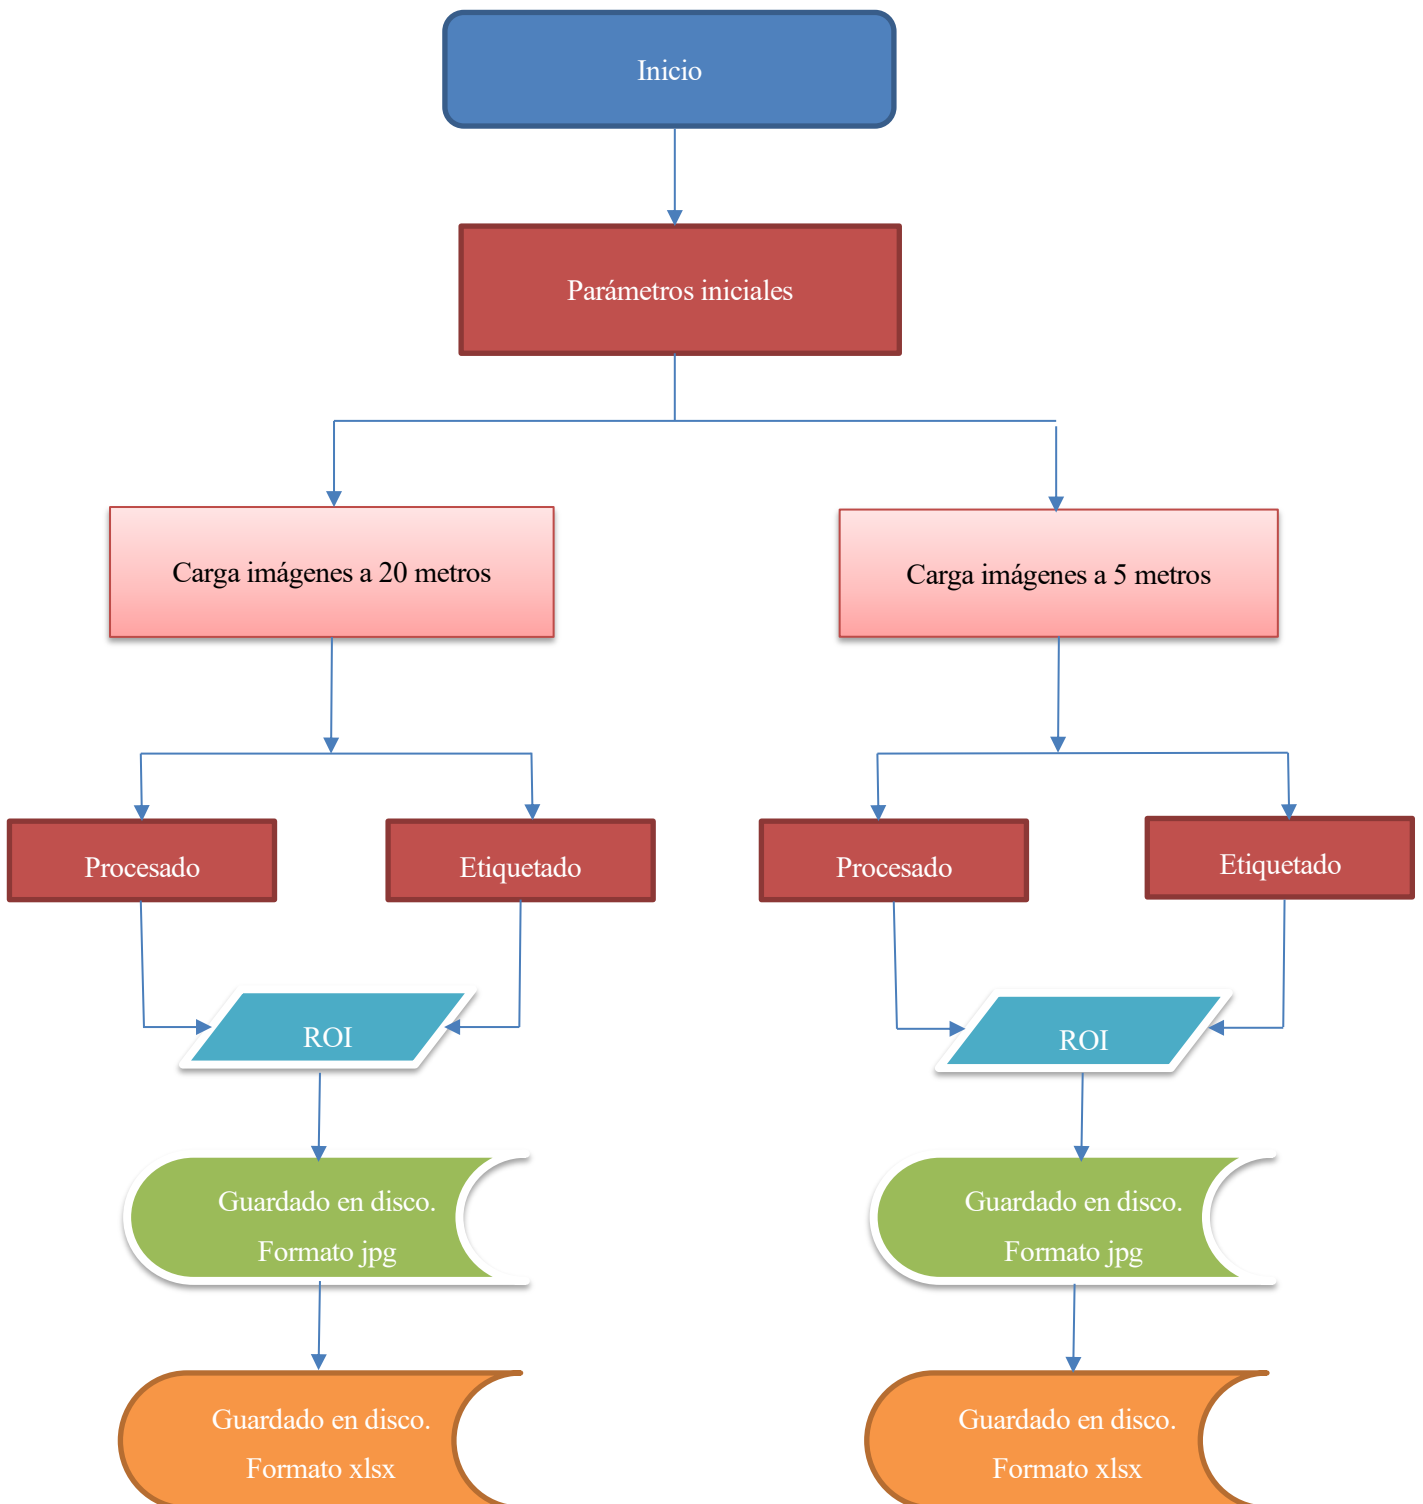 Inicio
Parámetros iniciales
Carga imágenes a 20 metros
Carga imágenes a 5 metros
Procesado
Etiquetado
Procesado
Etiquetado
ROI
ROI
Guardado en disco.
Formato jpg
Guardado en disco.
Formato jpg
Guardado en disco.
Formato xlsx
Guardado en disco.
Formato xlsx